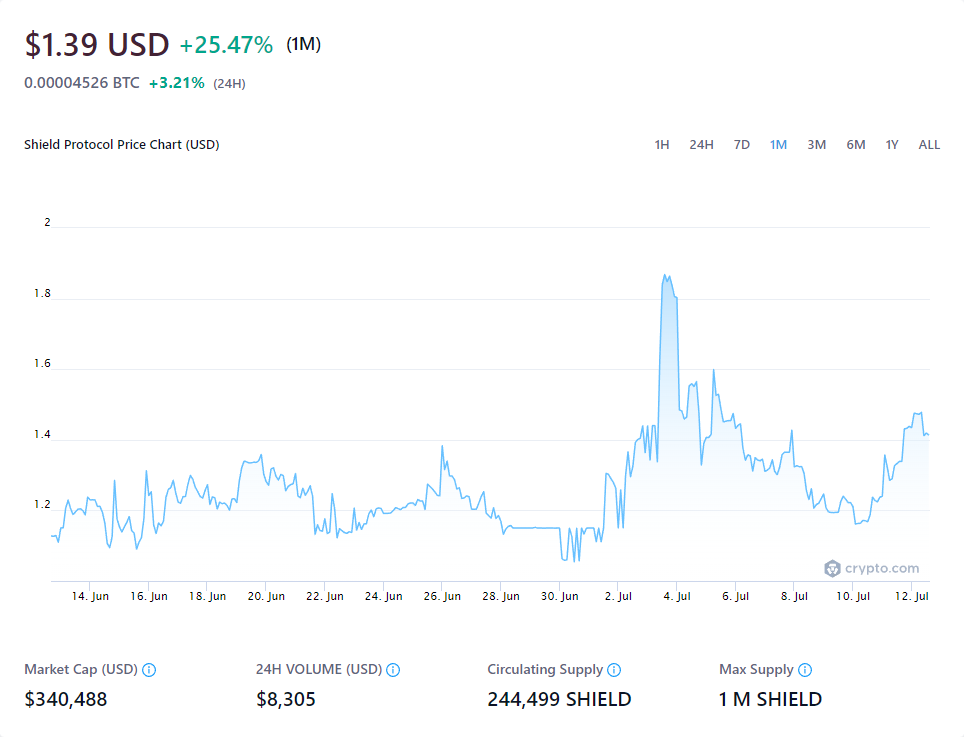 $1.39 USD +25.47% (1M)
0.00004526 BTC +3.21% (24H)
Shield Protocol Price Chart (USD) 1H 24H 7D 1M 3M 6M 1Y ALL
2
1.8
1.6
1.4
1.2
crypto.com
14. Jun 16. Jun 18. Jun 20. Jun 22. Jun 24. Jun 26. Jun 28. Jun 30. Jun 2. Jul 4. Jul 6. Jul 8. Jul 10. Jul 12. Jul
Market Cap (USD) 24H VOLUME (USD) Circulating Supply Max Supply
$340,488 $8,305 244,499 SHIELD 1 M SHIELD